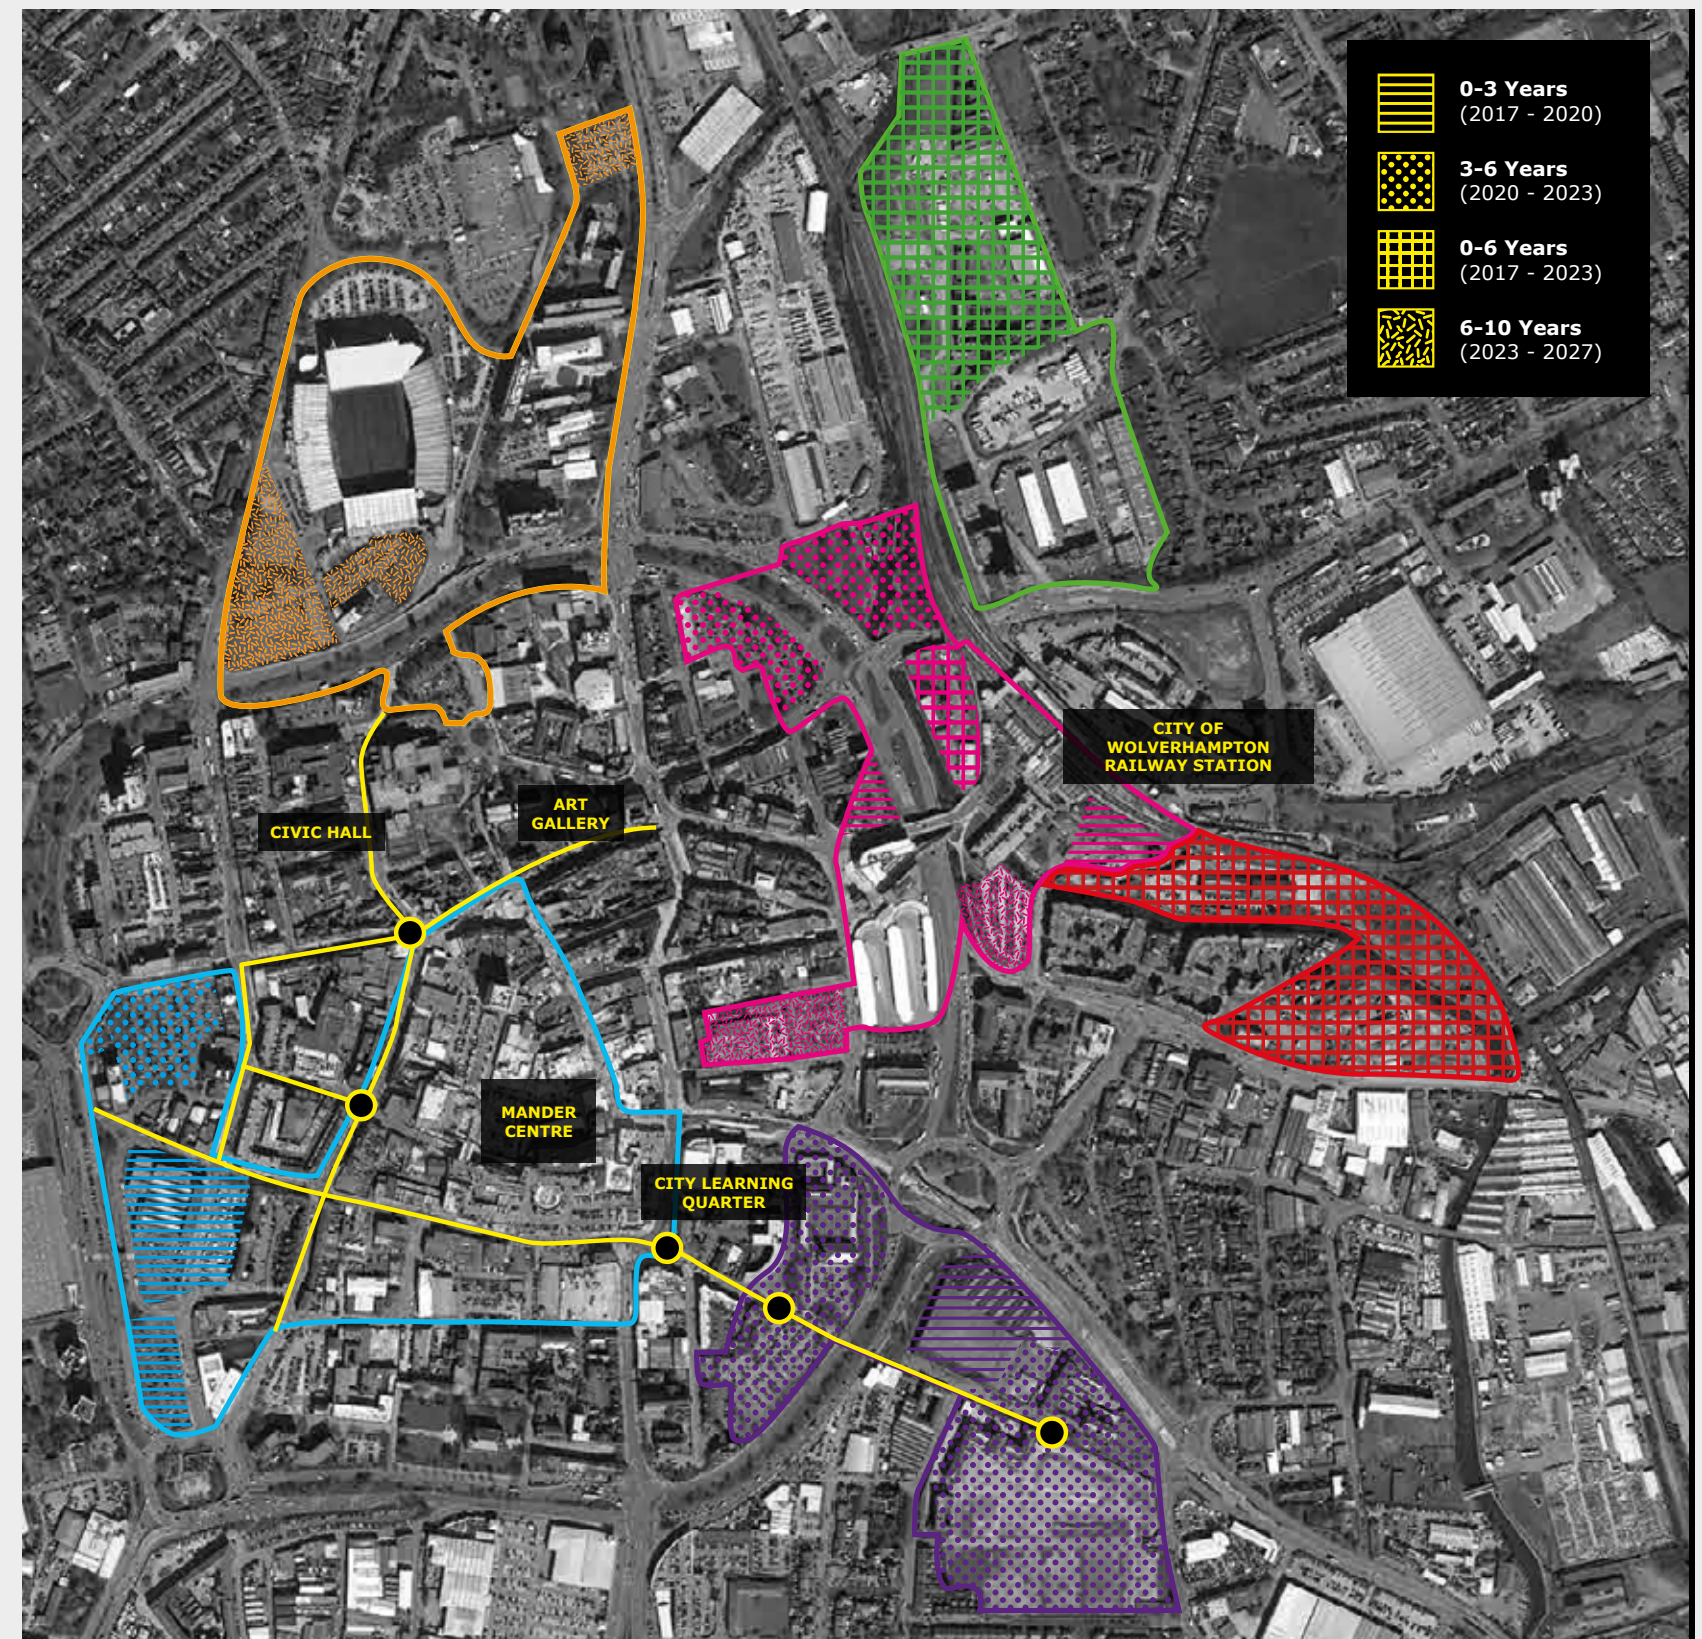 0-3 Years
(2017 - 2020)
3-6 Years
(2020 - 2023)
0-6 Years
(2017 - 2023)
6-10 Years
(2023 - 2027)
CITY OF
WOLVERHAMPTON
RAILWAY STATION
ART
GALLERY
CIVIC HALL
MANDER
CENTRE
CITY LEARNING
QUARTER